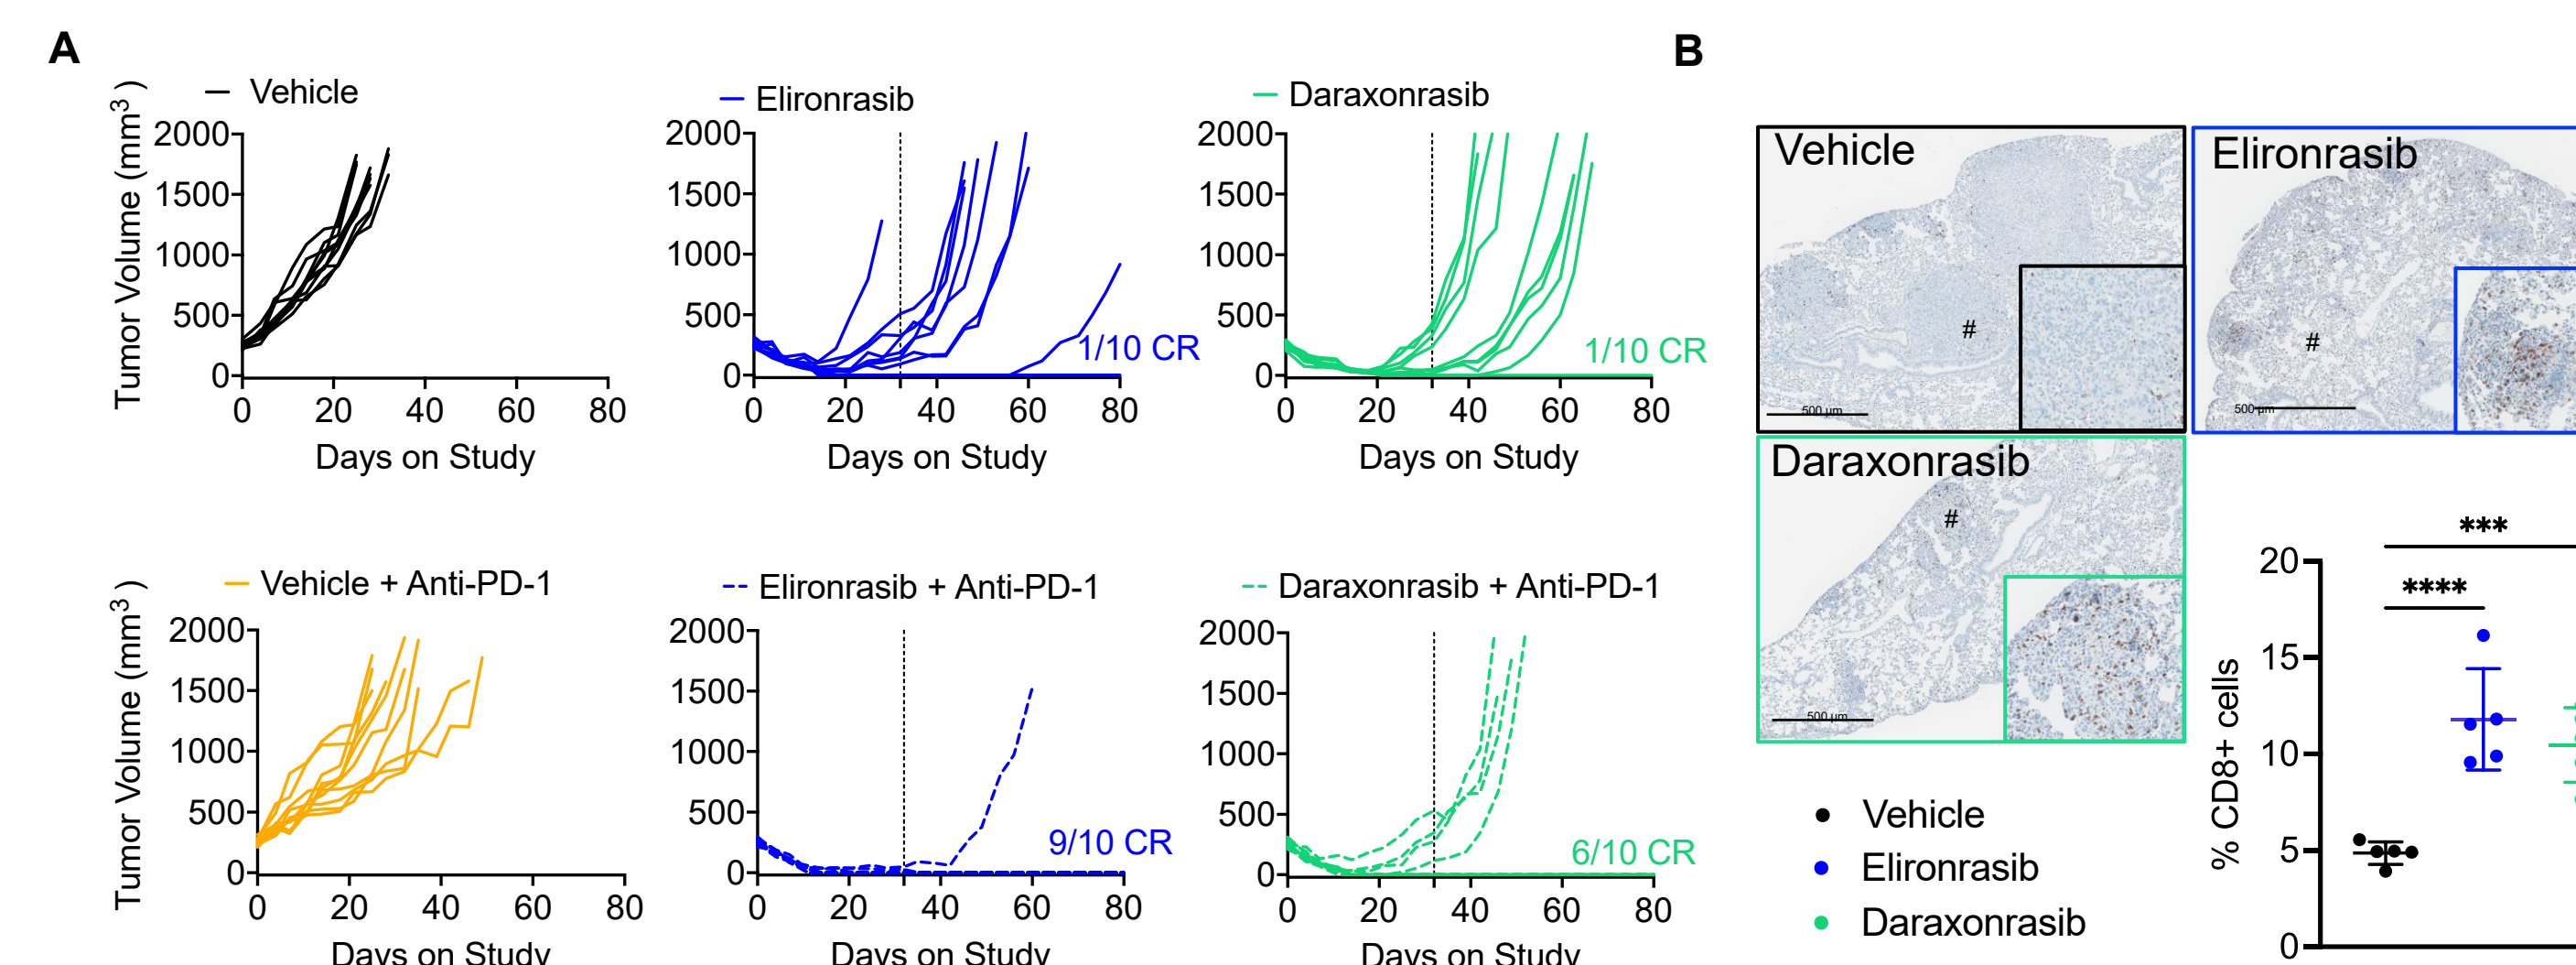 A
B
Vehicle
Elironrasib
Daraxonrasib
Tumor Volume (mm³)
2000
1500
1000
500
0
0 20 40 60 80
Days on Study
2000
1500
1000
500
0
1/10 CR
0 20 40 60 80
Days on Study
2000
1500
1000
500
0
1/10 CR
0 20 40 60 80
Days on Study
Vehicle + Anti-PD-1
Elironrasib + Anti-PD-1
Daraxonrasib + Anti-PD-1
Tumor Volume (mm³)
2000
1500
1000
500
0
0 20 40 60 80
Days on Study
2000
1500
1000
500
0
9/10 CR
0 20 40 60 80
Days on Study
2000
1500
1000
500
0
6/10 CR
0 20 40 60 80
Days on Study
Vehicle
#
500 µm
Elironrasib
#
500 µm
Daraxonrasib
#
500 µm
Vehicle
Elironrasib
Daraxonrasib
% CD8+ cells
20
15
10
5
0
***
****